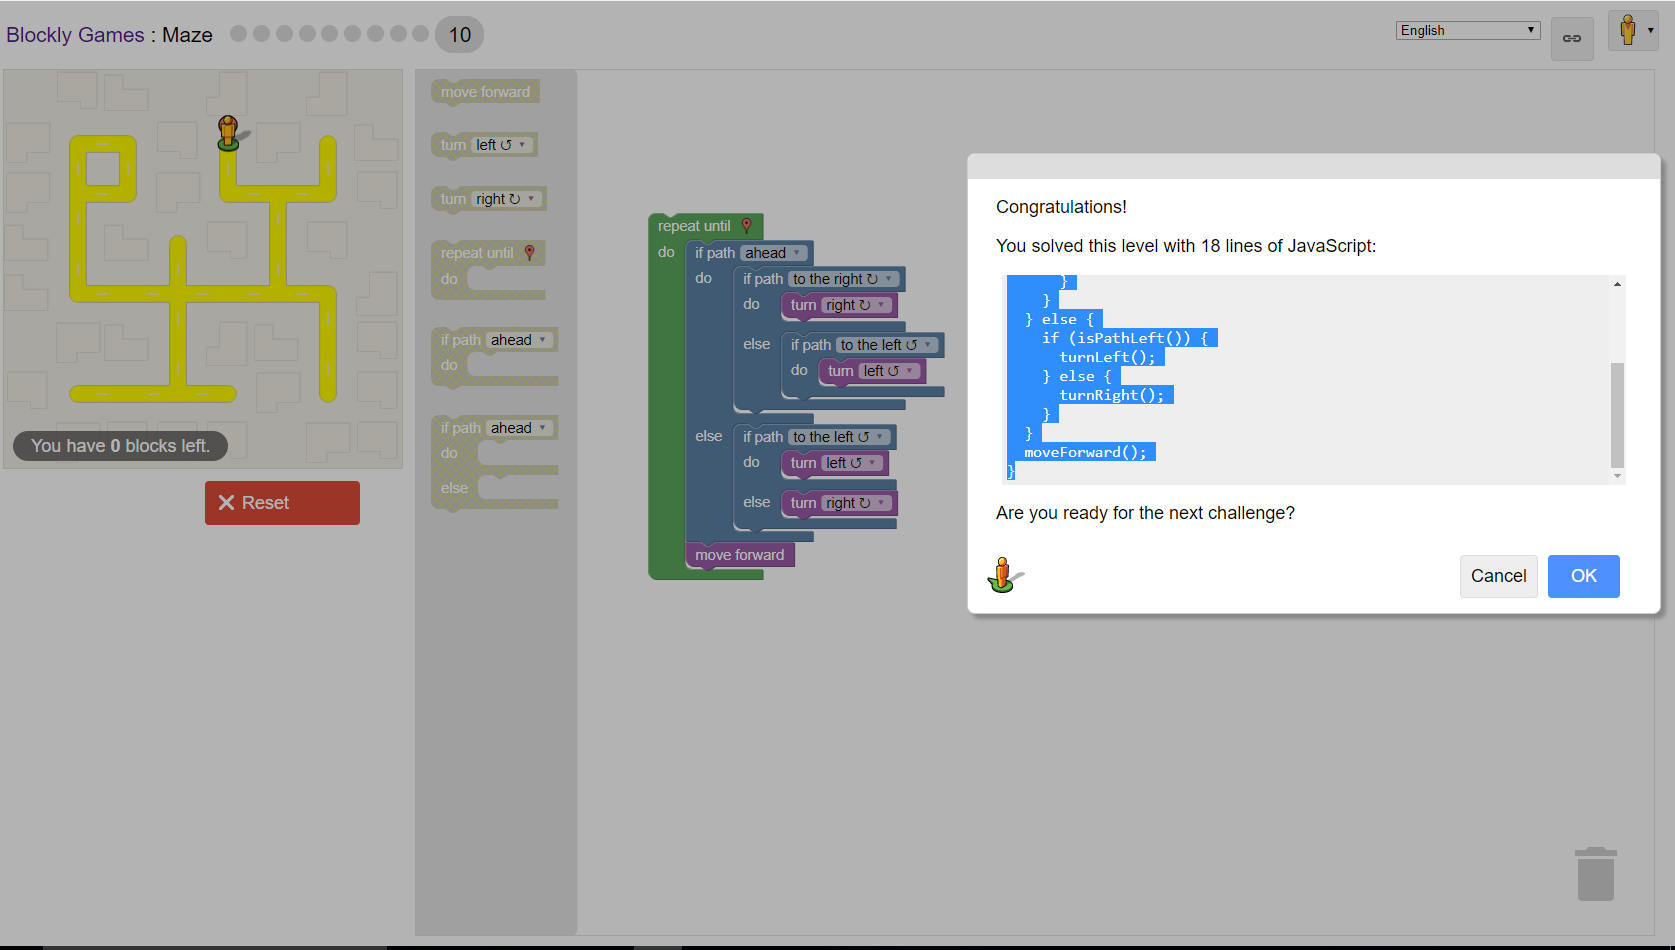 Blockly Games : Maze
10
English
You have 0 blocks left.
Reset
move forward
turn left ↺
turn right ↻
repeat until
do
if path ahead
do
if path ahead
do
else
repeat until
do
if path ahead
do
if path to the right ↻
do
turn right ↻
else
if path to the left ↺
do
turn left ↺
else
if path to the left ↺
do
turn left ↺
else
turn right ↻
move forward
Congratulations!
You solved this level with 18 lines of JavaScript:
}
}
} else {
if (isPathLeft()) {
turnLeft();
} else {
turnRight();
}
}
moveForward();
}
Are you ready for the next challenge?
Cancel
OK